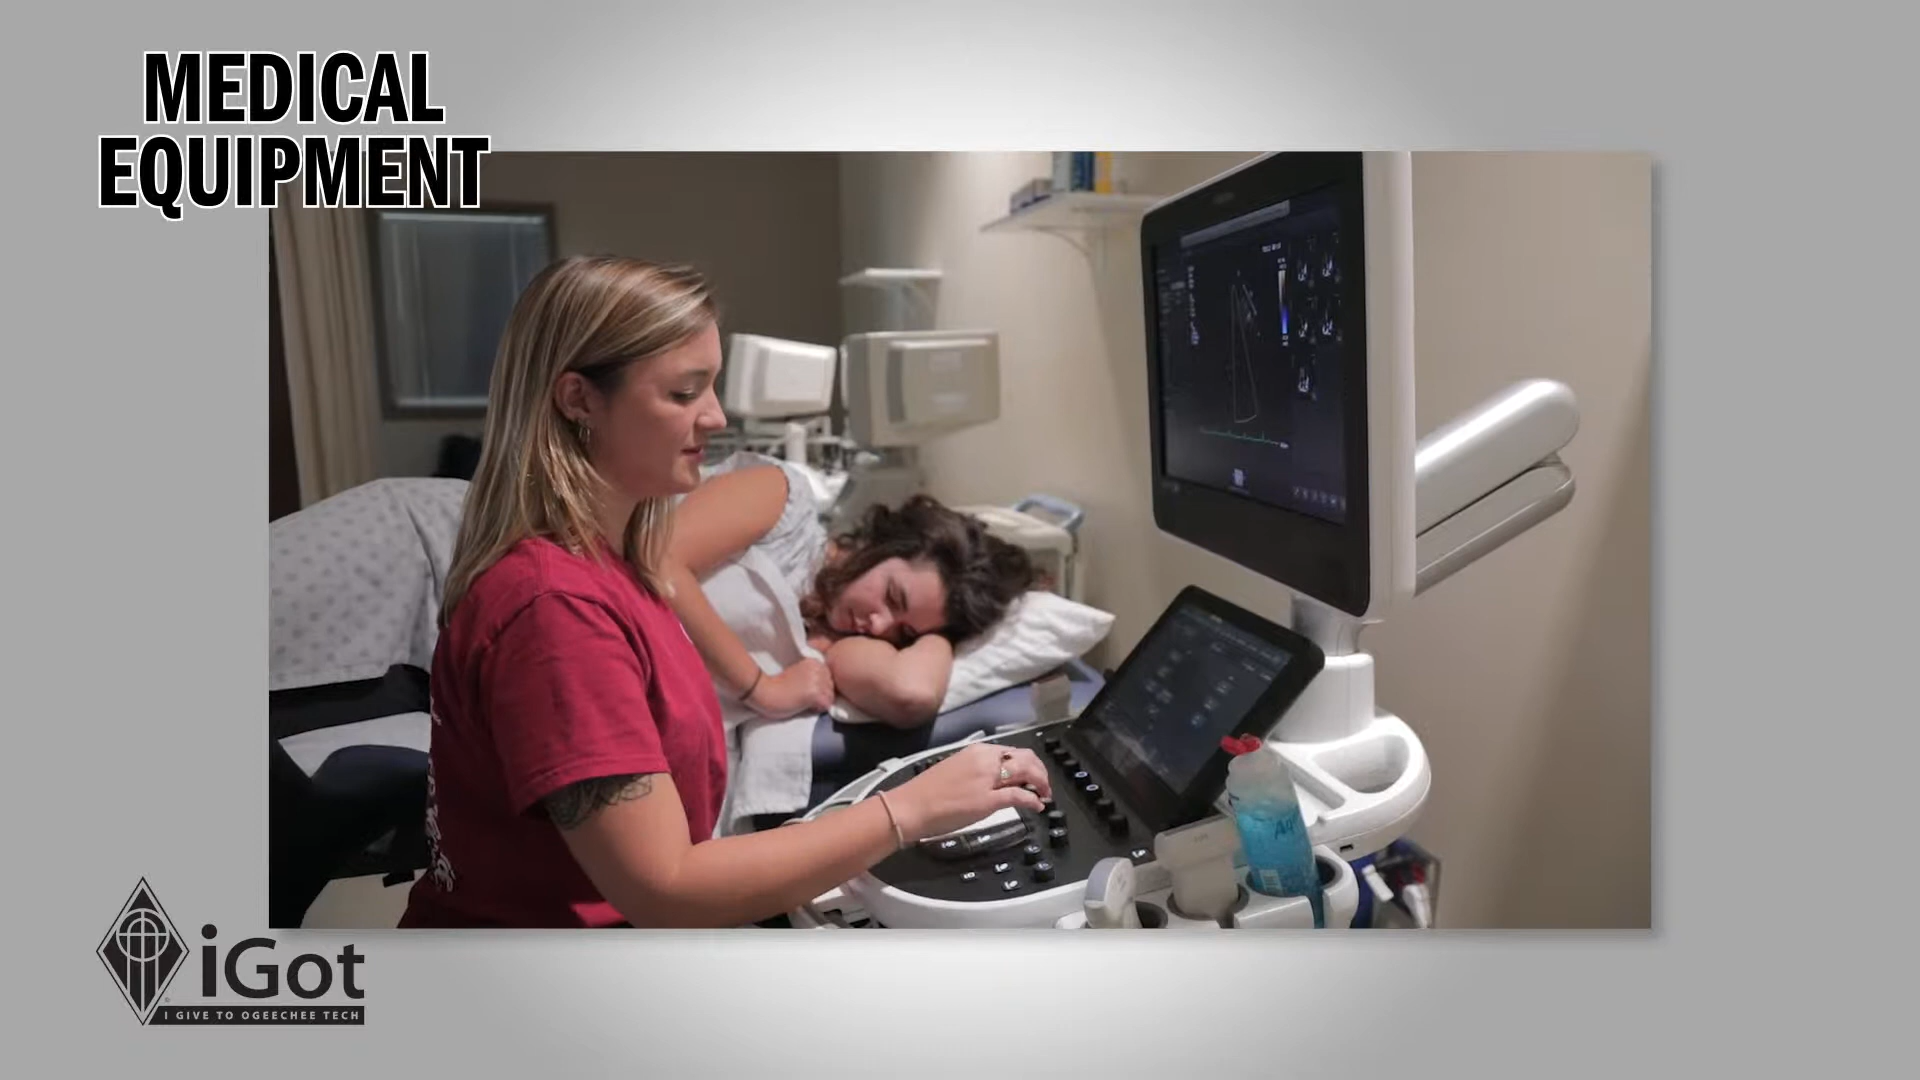 MEDICAL
EQUIPMENT
iGot
I GIVE TO OGEECHEE TECH